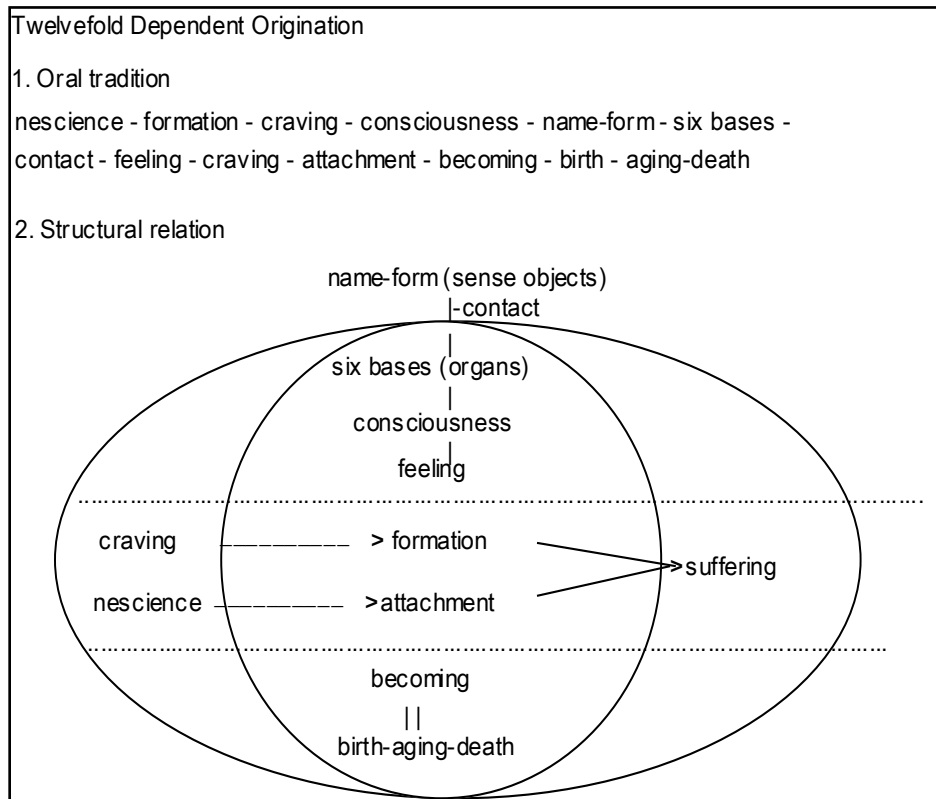 Twelvefold Dependent Origination
1. Oral tradition
nescience - formation - craving - consciousness - name-form - six bases -
contact - feeling - craving - attachment - becoming - birth - aging-death
2. Structural relation
name-form (sense objects)
|-contact
|
six bases (organs)
|
consciousness
|
feeling
craving __________ > formation
>suffering
nescience __________ >attachment
becoming
||
birth-aging-death